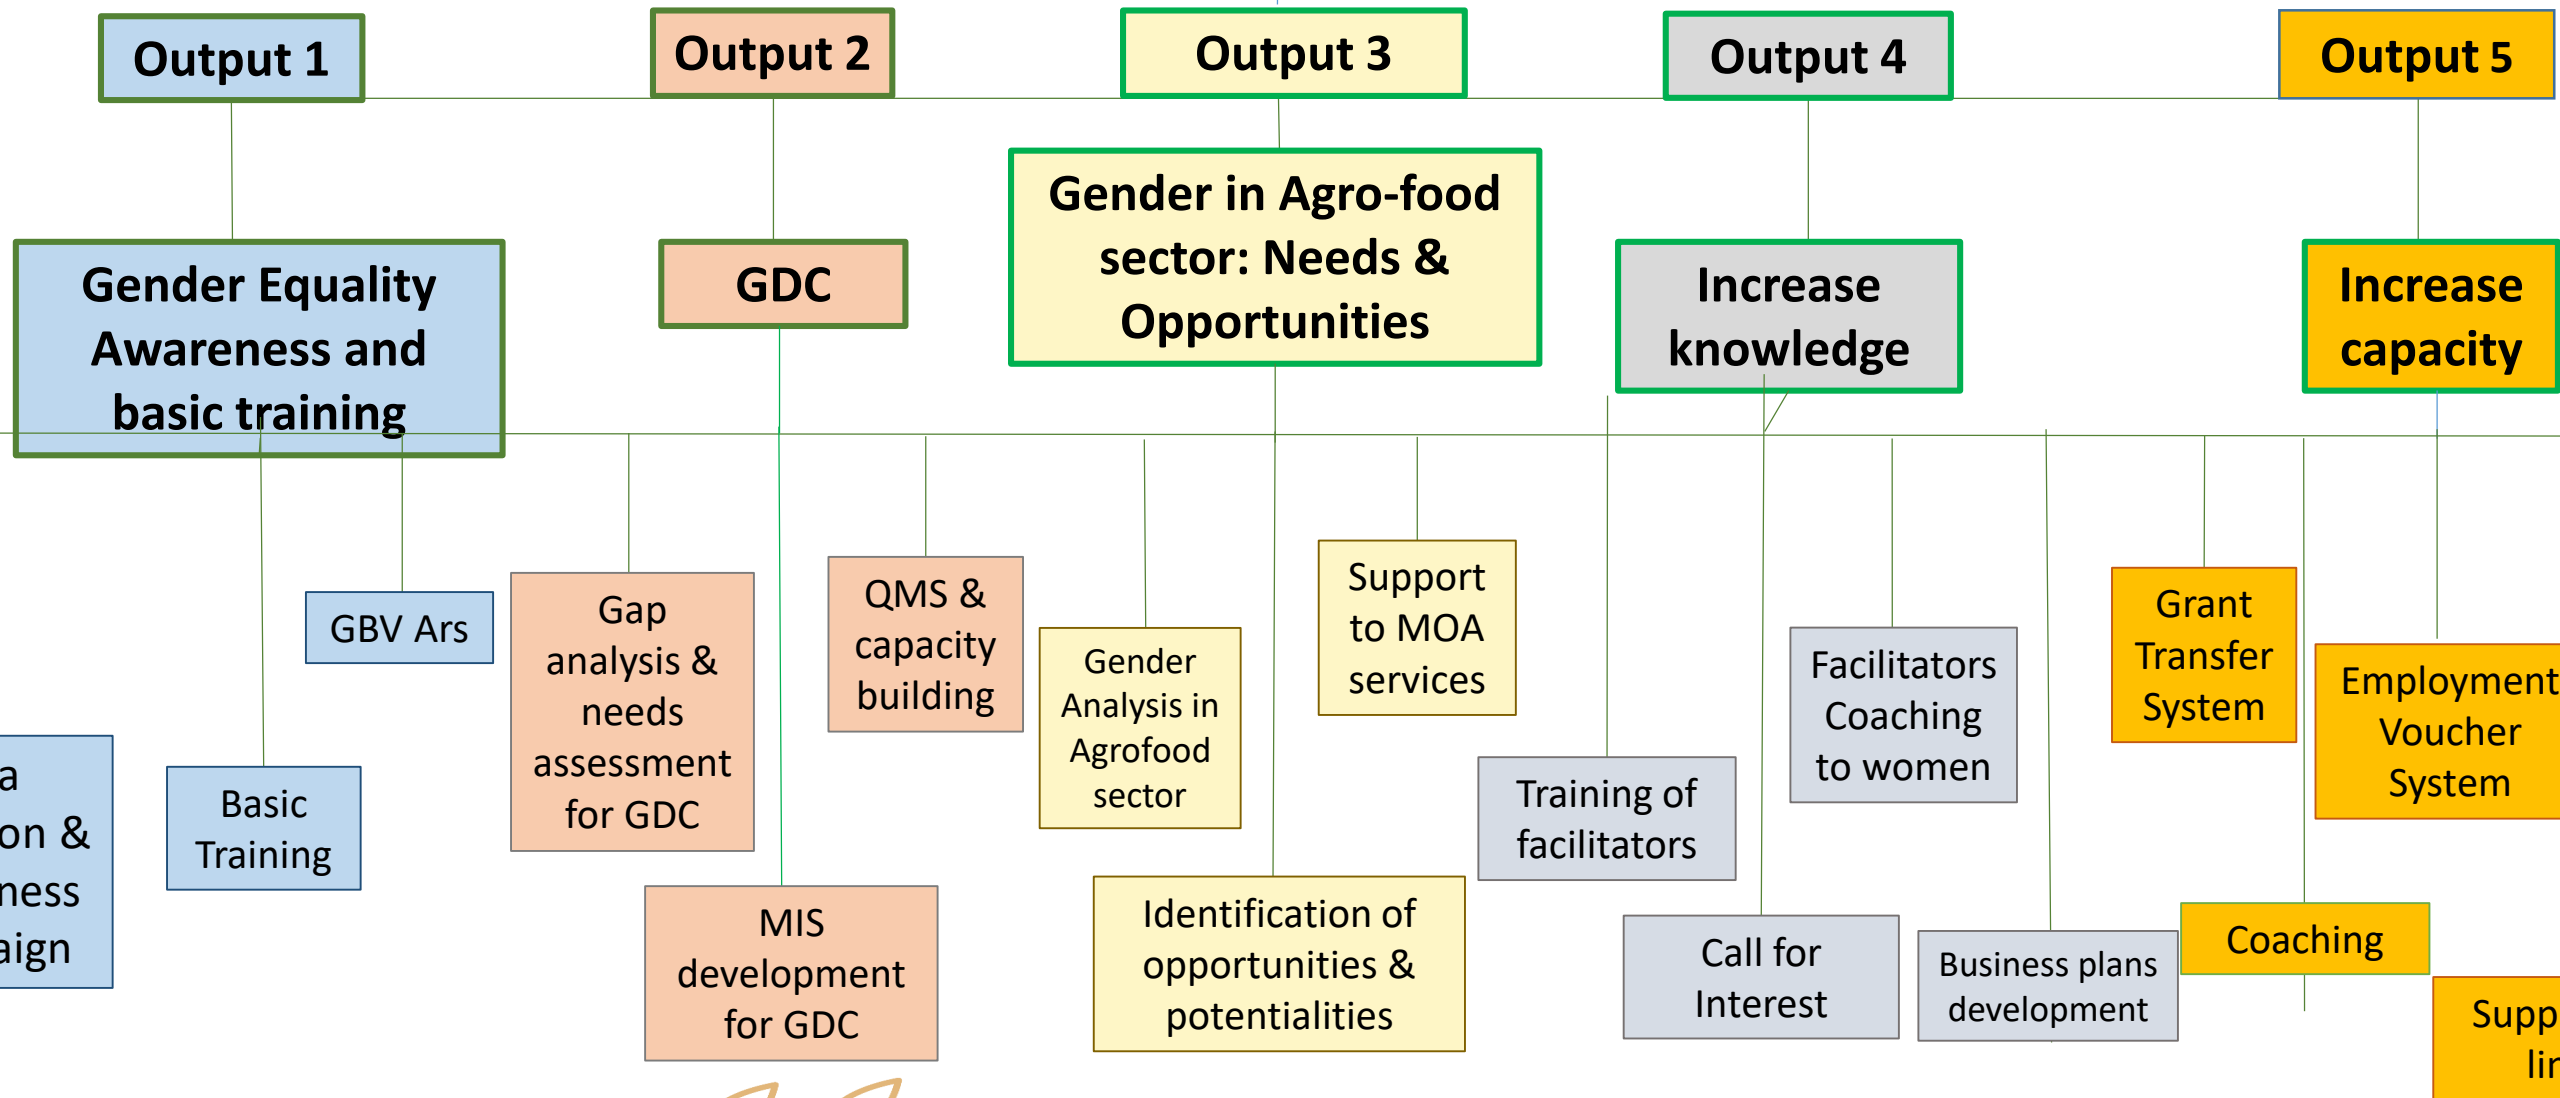 Output 1
Output 2
Output 3
Output 4
Output 5
Gender Equality
Awareness and
basic training
GDC
Gender in Agro-food
sector: Needs &
Opportunities
Increase
knowledge
Increase
capacity
&
Basic
Training
GBV Ars
Gap
analysis &
needs
assessment
for GDC
MIS
development
for GDC
QMS &
capacity
building
Gender
Analysis in
Agrofood
sector
Identification of
opportunities &
potentialities
Support
to MOA
services
Training of
facilitators
Call for
Interest
Facilitators
Coaching
to women
Business plans
development
Grant
Transfer
System
Coaching
Employment
Voucher
System